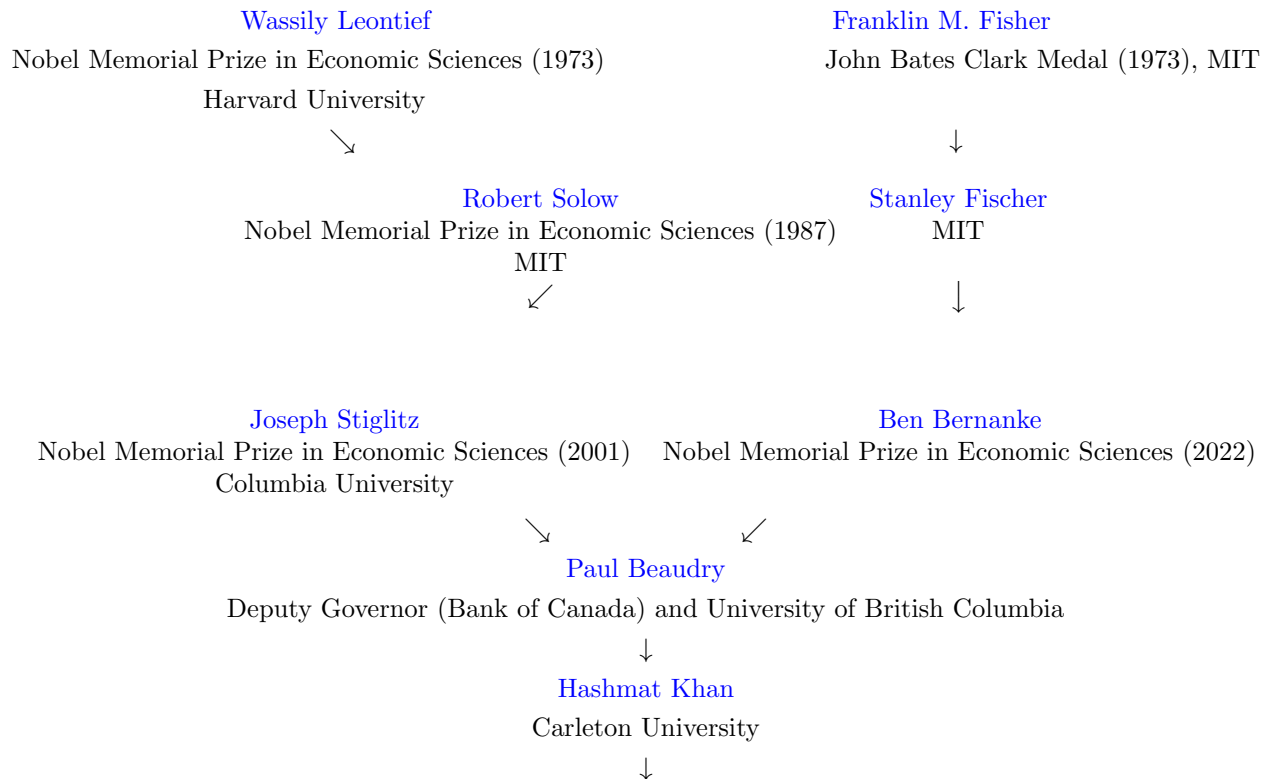 Wassily Leontief
Franklin M. Fisher
Nobel Memorial Prize in Economic Sciences (1973)
John Bates Clark Medal (1973), MIT
Harvard University
Robert Solow
Stanley Fischer
Nobel Memorial Prize in Economic Sciences (1987)
MIT
MIT
Joseph Stiglitz
Ben Bernanke
Nobel Memorial Prize in Economic Sciences (2001)
Nobel Memorial Prize in Economic Sciences (2022)
Columbia University
Paul Beaudry
Deputy Governor (Bank of Canada) and University of British Columbia
Hashmat Khan
Carleton University